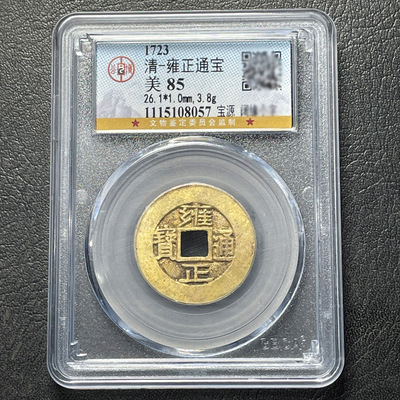 1723
清-雍正通宝
美 85
26.1*1.0mm,3.8g
1115108057 宝源
★ 文物鉴定委员会监制 ★
雍正通寳